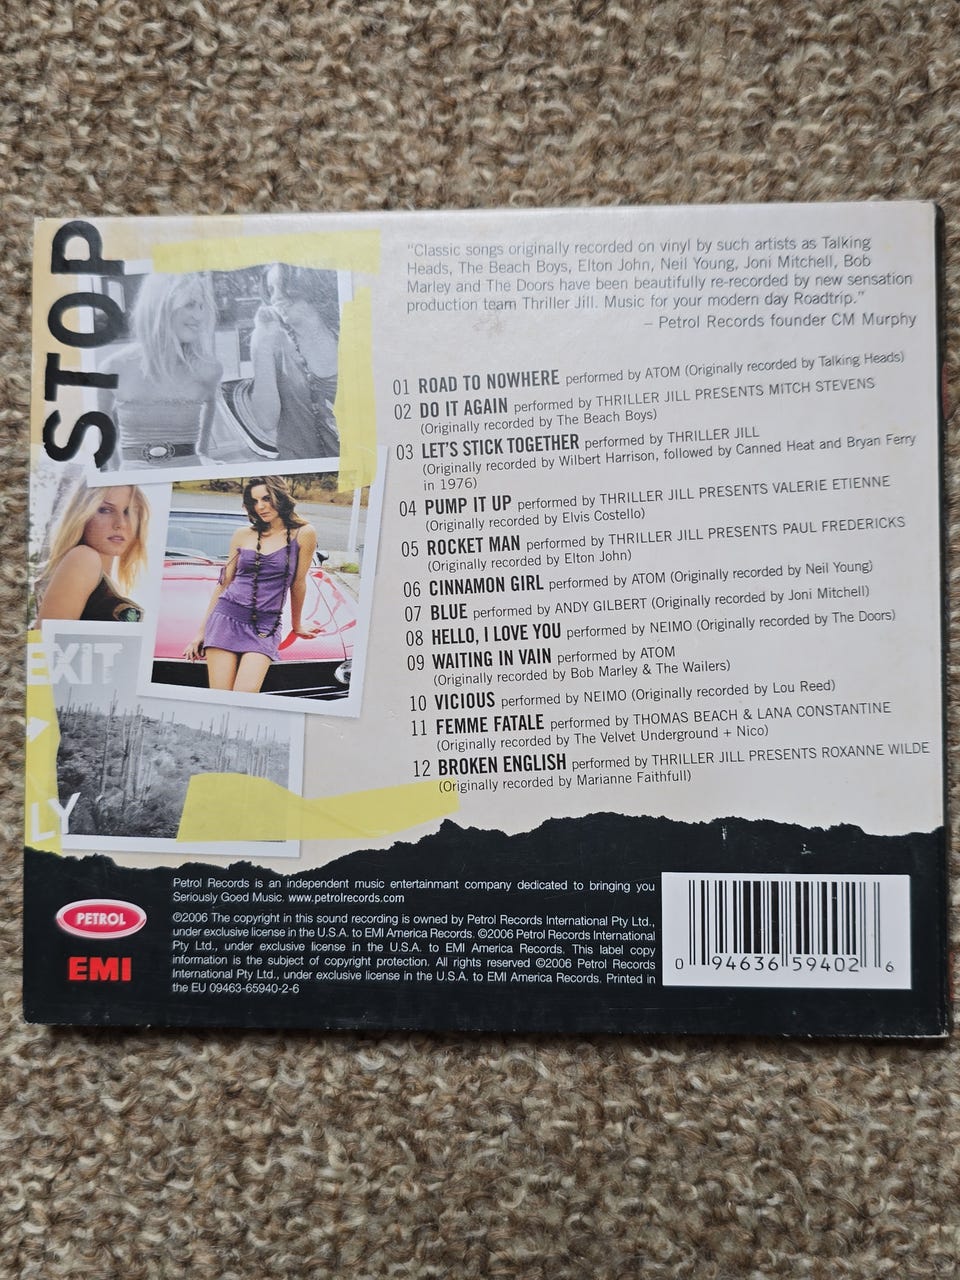 STOP
EXIT
LY
“Classic songs originally recorded on vinyl by such artists as Talking
Heads, The Beach Boys, Elton John, Neil Young, Joni Mitchell, Bob
Marley and The Doors have been beautifully re-recorded by new sensation
production team Thriller Jill. Music for your modern day Roadtrip.”
– Petrol Records founder CM Murphy
01 ROAD TO NOWHERE performed by ATOM (Originally recorded by Talking Heads)
02 DO IT AGAIN performed by THRILLER JILL PRESENTS MITCH STEVENS
(Originally recorded by The Beach Boys)
03 LET'S STICK TOGETHER performed by THRILLER JILL
(Originally recorded by Wilbert Harrison, followed by Canned Heat and Bryan Ferry
in 1976)
04 PUMP IT UP performed by THRILLER JILL PRESENTS VALERIE ETIENNE
(Originally recorded by Elvis Costello)
05 ROCKET MAN performed by THRILLER JILL PRESENTS PAUL FREDERICKS
(Originally recorded by Elton John)
06 CINNAMON GIRL performed by ATOM (Originally recorded by Neil Young)
07 BLUE performed by ANDY GILBERT (Originally recorded by Joni Mitchell)
08 HELLO, I LOVE YOU performed by NEIMO (Originally recorded by The Doors)
09 WAITING IN VAIN performed by ATOM
(Originally recorded by Bob Marley & The Wailers)
10 VICIOUS performed by NEIMO (Originally recorded by Lou Reed)
11 FEMME FATALE performed by THOMAS BEACH & LANA CONSTANTINE
(Originally recorded by The Velvet Underground + Nico)
12 BROKEN ENGLISH performed by THRILLER JILL PRESENTS ROXANNE WILDE
(Originally recorded by Marianne Faithfull)
PETROL
EMI
Petrol Records is an independent music entertainmant company dedicated to bringing you
Seriously Good Music. www.petrolrecords.com
℗2006 The copyright in this sound recording is owned by Petrol Records International Pty Ltd.,
under exclusive license in the U.S.A. to EMI America Records. ©2006 Petrol Records International
Pty Ltd., under exclusive license in the U.S.A. to EMI America Records. This label copy
information is the subject of copyright protection. All rights reserved ©2006 Petrol Records
International Pty Ltd., under exclusive license in the U.S.A. to EMI America Records. Printed in
the EU 09463-65940-2-6
0 94636 59402 6